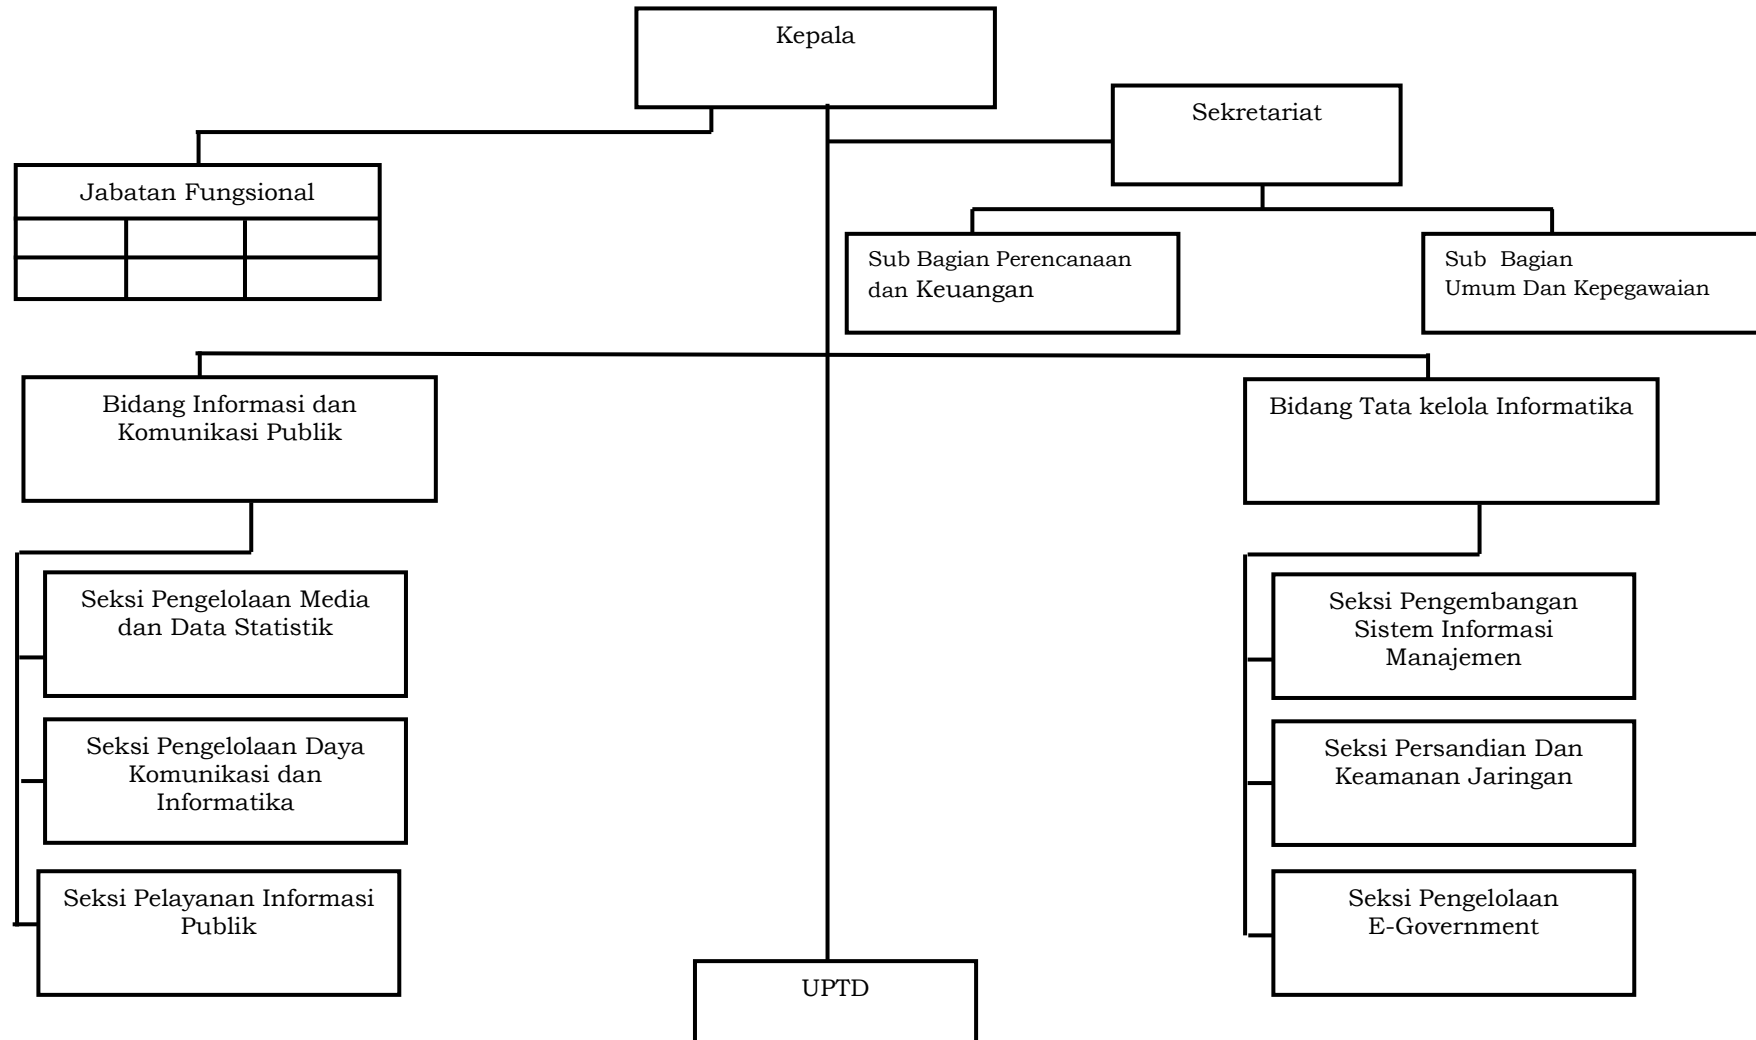 Kepala
Sekretariat
Jabatan Fungsional
Sub Bagian Perencanaan
dan Keuangan
Sub  Bagian
Umum Dan Kepegawaian
Bidang Informasi dan
Komunikasi Publik
Bidang Tata kelola Informatika
Seksi Pengelolaan Media
dan Data Statistik
Seksi Pengelolaan Daya
Komunikasi dan
Informatika
Seksi Pelayanan Informasi
Publik
Seksi Pengembangan
Sistem Informasi
Manajemen
Seksi Persandian Dan
Keamanan Jaringan
Seksi Pengelolaan
E-Government
UPTD